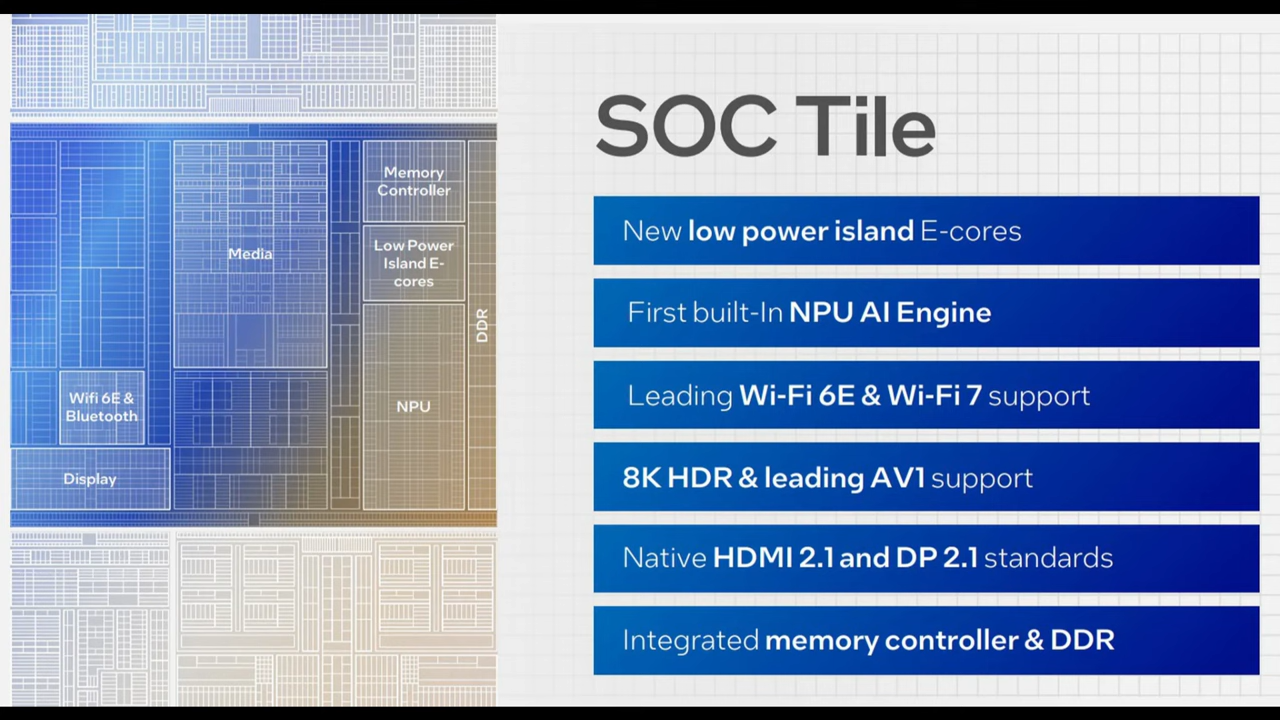 SOC Tile
Memory
Controller
Low Power
Island E-
cores
Media
DDR
NPU
Wifi 6E &
Bluetooth
Display
New low power island E-cores
First built-In NPU AI Engine
Leading Wi-Fi 6E & Wi-Fi 7 support
8K HDR & leading AV1 support
Native HDMI 2.1 and DP 2.1 standards
Integrated memory controller & DDR